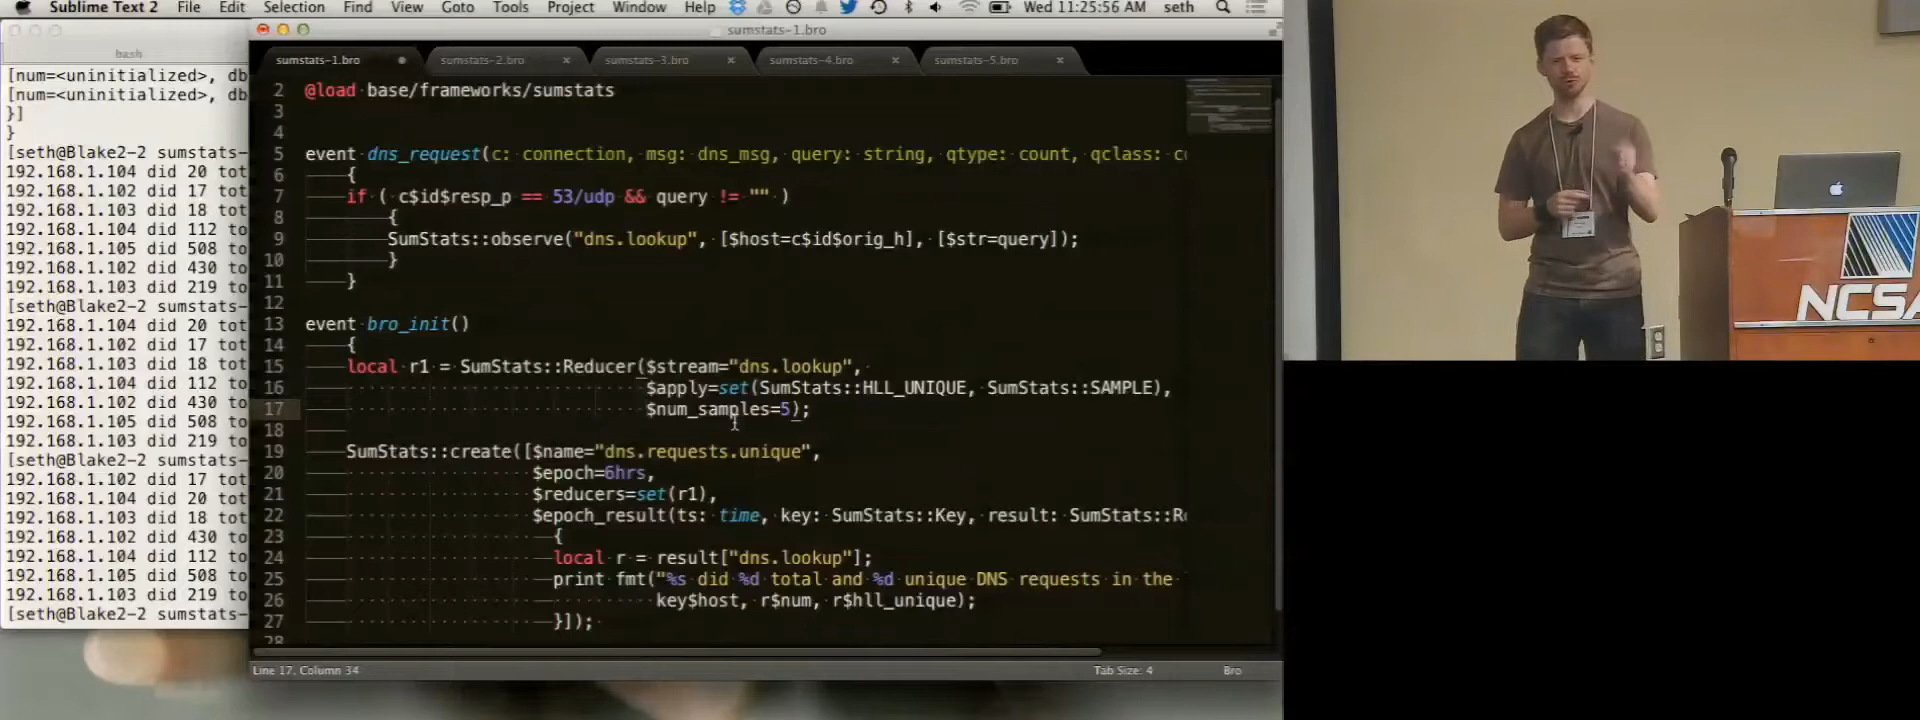 Sublime Text 2 File Edit Selection Find View Goto Tools Project Window Help Wed 11:25:56 AM seth
bash
[num=<uninitialized>, db
[num=<uninitialized>, db
}]
}
[seth@Blake2-2 sumstats-
192.168.1.104 did 20 tot
192.168.1.102 did 17 tot
192.168.1.103 did 18 tot
192.168.1.104 did 112 to
192.168.1.105 did 508 to
192.168.1.102 did 430 to
192.168.1.103 did 219 to
[seth@Blake2-2 sumstats-
192.168.1.104 did 20 tot
192.168.1.102 did 17 tot
192.168.1.103 did 18 tot
192.168.1.104 did 112 to
192.168.1.102 did 430 to
192.168.1.105 did 508 to
192.168.1.103 did 219 to
[seth@Blake2-2 sumstats-
192.168.1.102 did 17 tot
192.168.1.104 did 20 tot
192.168.1.103 did 18 tot
192.168.1.102 did 430 to
192.168.1.104 did 112 to
192.168.1.105 did 508 to
192.168.1.103 did 219 to
[seth@Blake2-2 sumstats-
sumstats-1.bro
sumstats-1.bro sumstats-2.bro sumstats-3.bro sumstats-4.bro sumstats-5.bro
2 @load base/frameworks/sumstats
3
4
5 event dns_request(c: connection, msg: dns_msg, query: string, qtype: count, qclass: c
6 {
7 if ( c$id$resp_p == 53/udp && query != "" )
8 {
9 SumStats::observe("dns.lookup", [$host=c$id$orig_h], [$str=query]);
10 }
11 }
12
13 event bro_init()
14 {
15 local r1 = SumStats::Reducer($stream="dns.lookup",
16 $apply=set(SumStats::HLL_UNIQUE, SumStats::SAMPLE),
17 $num_samples=5);
18
19 SumStats::create([$name="dns.requests.unique",
20 $epoch=6hrs,
21 $reducers=set(r1),
22 $epoch_result(ts: time, key: SumStats::Key, result: SumStats::R
23 {
24 local r = result["dns.lookup"];
25 print fmt("%s did %d total and %d unique DNS requests in the
26 key$host, r$num, r$hll_unique);
27 }]);
28
Line 17, Column 34 Tab Size: 4 Bro
NCSA